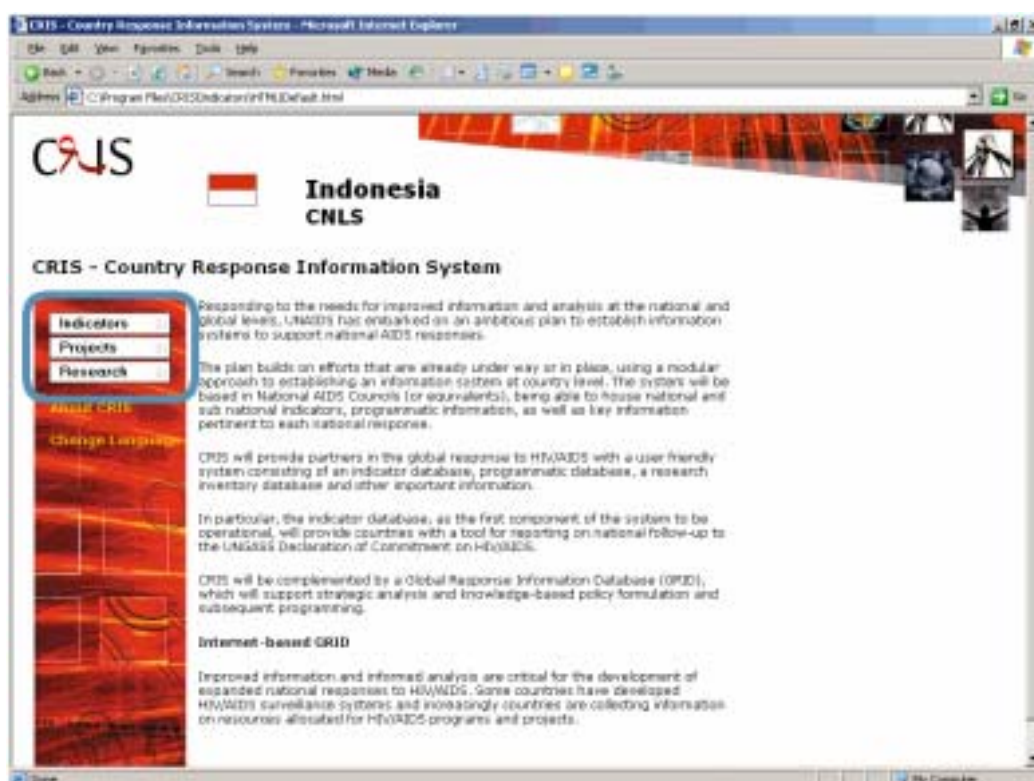 CRIS - Country Response Information System - Microsoft Internet Explorer
File Edit View Favorites Tools Help
Back Search Favorites Media
Address C:\Program Files\CRIS\Indicators\HTML\Default.html Go
CRIS
Indonesia
CNLS
CRIS - Country Response Information System
Indicators
Projects
Research
About CRIS
Change Language
Responding to the needs for improved information and analysis at the national and
global levels, UNAIDS has embarked on an ambitious plan to establish information
systems to support national AIDS responses.
The plan builds on efforts that are already under way or in place, using a modular
approach to establishing an information system at country level. The system will be
based in National AIDS Councils (or equivalents), being able to house national and
sub national indicators, programmatic information, as well as key information
pertinent to each national response.
CRIS will provide partners in the global response to HIV/AIDS with a user friendly
system consisting of an indicator database, programmatic database, a research
inventory database and other important information.
In particular, the indicator database, as the first component of the system to be
operational, will provide countries with a tool for reporting on national follow-up to
the UNGASS Declaration of Commitment on HIV/AIDS.
CRIS will be complemented by a Global Response Information Database (GRID),
which will support strategic analysis and knowledge-based policy formulation and
subsequent programming.
Internet-based GRID
Improved information and informed analysis are critical for the development of
expanded national responses to HIV/AIDS. Some countries have developed
HIV/AIDS surveillance systems and increasingly countries are collecting information
on resources allocated for HIV/AIDS programs and projects.
Done My Computer